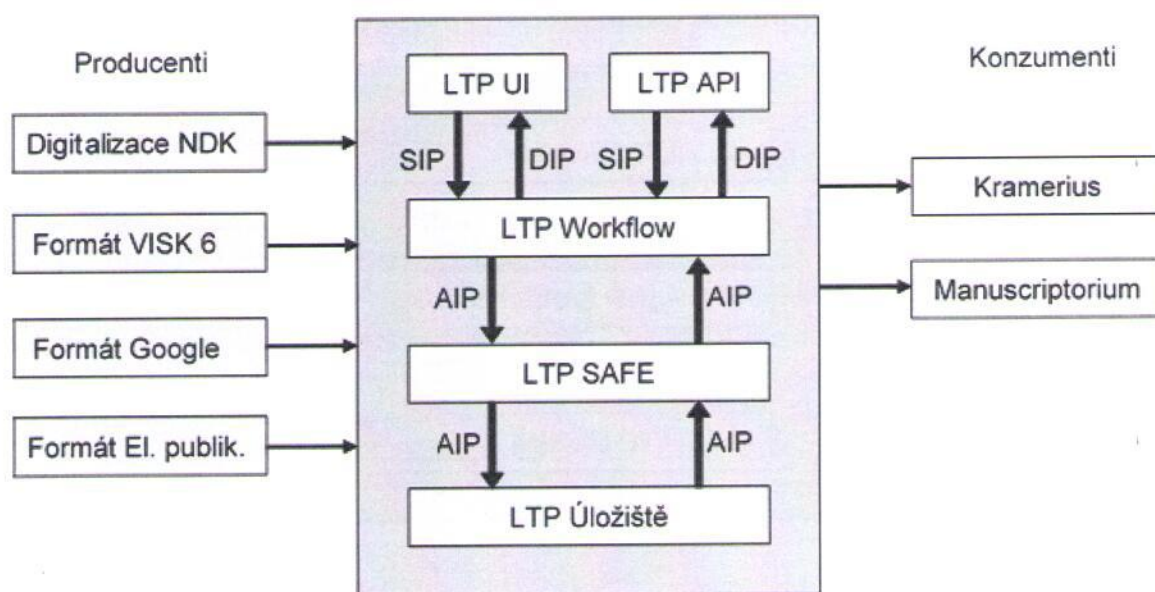 Producenti
Digitalizace NDK
Formát VISK 6
Formát Google
Formát El. publik.
LTP UI
LTP API
SIP
DIP
SIP
DIP
LTP Workflow
AIP
AIP
LTP SAFE
AIP
AIP
LTP Úložiště
Konzumenti
Kramerius
Manuscriptorium